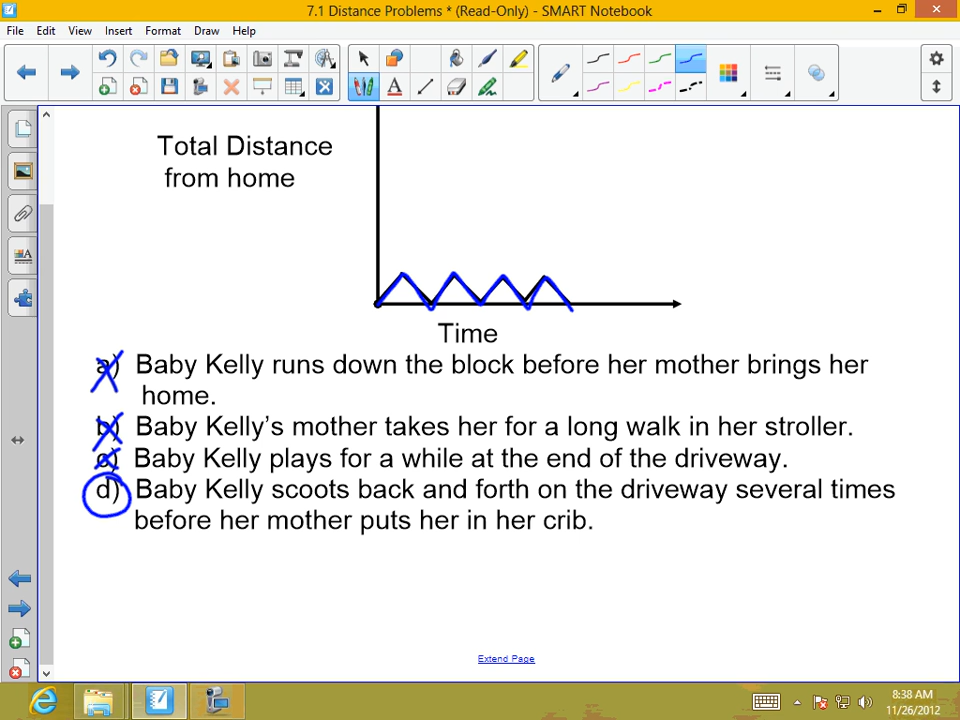 7.1 Distance Problems * (Read-Only) - SMART Notebook
File Edit View Insert Format Draw Help
Total Distance
from home
Time
a) Baby Kelly runs down the block before her mother brings her
home.
b) Baby Kelly's mother takes her for a long walk in her stroller.
c) Baby Kelly plays for a while at the end of the driveway.
d) Baby Kelly scoots back and forth on the driveway several times
before her mother puts her in her crib.
Extend Page
8:38 AM
11/26/2012